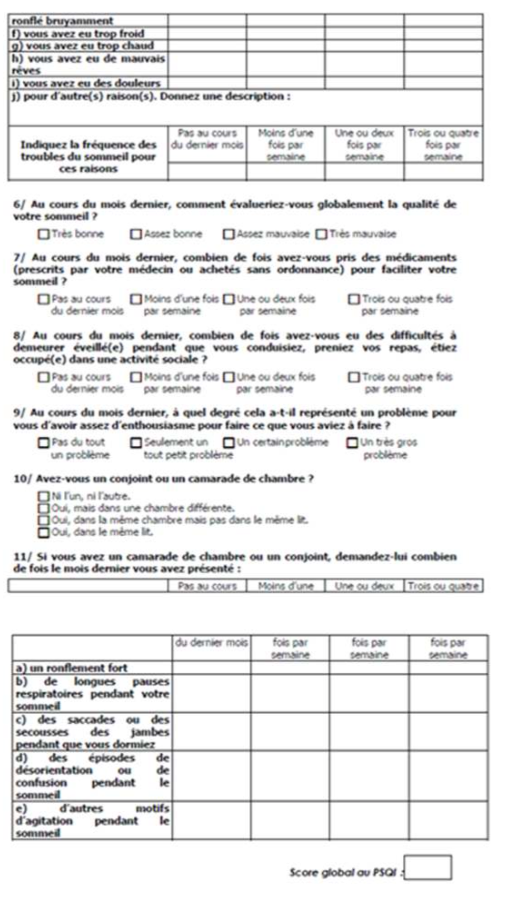 ronflé bruyamment
f) vous avez eu trop froid
g) vous avez eu trop chaud
h) vous avez eu de mauvais
rêves
i) vous avez eu des douleurs
j) pour d'autre(s) raison(s). Donnez une description :
Indiquez la fréquence des
troubles du sommeil pour
ces raisons
Pas au cours
du dernier mois
Moins d'une
fois par
semaine
Une ou deux
fois par
semaine
Trois ou quatre
fois par
semaine
6/ Au cours du mois dernier, comment évalueriez-vous globalement la qualité de
votre sommeil ?
Très bonne Assez bonne Assez mauvaise Très mauvaise
7/ Au cours du mois dernier, combien de fois avez-vous pris des médicaments
(prescrits par votre médecin ou achetés sans ordonnance) pour faciliter votre
sommeil ?
Pas au cours Moins d'une fois Une ou deux fois Trois ou quatre fois
du dernier mois par semaine par semaine par semaine
8/ Au cours du mois dernier, combien de fois avez-vous eu des difficultés à
demeurer éveillé(e) pendant que vous conduisiez, preniez vos repas, étiez
occupé(e) dans une activité sociale ?
Pas au cours Moins d'une fois Une ou deux fois Trois ou quatre fois
du dernier mois par semaine par semaine par semaine
9/ Au cours du mois dernier, à quel degré cela a-t-il représenté un problème pour
vous d'avoir assez d'enthousiasme pour faire ce que vous aviez à faire ?
Pas du tout Seulement un Un certainproblème Un très gros
un problème tout petit problème problème
10/ Avez-vous un conjoint ou un camarade de chambre ?
Ni l'un, ni l'autre.
Oui, mais dans une chambre différente.
Oui, dans la même chambre mais pas dans le même lit.
Oui, dans le même lit.
11/ Si vous avez un camarade de chambre ou un conjoint, demandez-lui combien
de fois le mois dernier vous avez présenté :
Pas au cours Moins d'une Une ou deux Trois ou quatre
du dernier mois fois par fois par fois par
semaine semaine semaine
a) un ronflement fort
b) de longues pauses
respiratoires pendant votre
sommeil
c) des saccades ou des
secousses des jambes
pendant que vous dormiez
d) des épisodes de
désorientation ou de
confusion pendant le
sommeil
e) d'autres motifs
d'agitation pendant le
sommeil
Score global au PSQI :